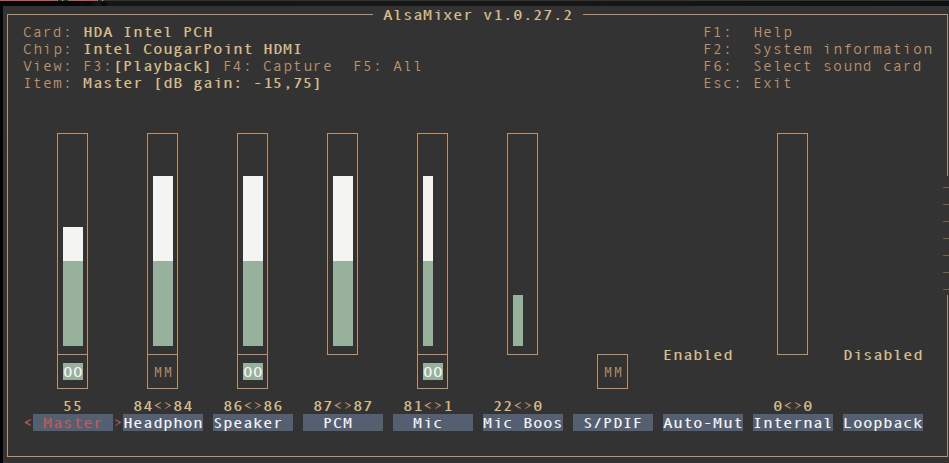 AlsaMixer v1.0.27.2
Card: HDA Intel PCH F1: Help
Chip: Intel CougarPoint HDMI F2: System information
View: F3:[Playback] F4: Capture F5: All F6: Select sound card
Item: Master [dB gain: -15,75] Esc: Exit
Enabled Disabled
OO MM OO OO MM
55 84<>84 86<>86 87<>87 81<>1 22<>0 0<>0
< Master >Headphon Speaker PCM Mic Mic Boos S/PDIF Auto-Mut Internal Loopback